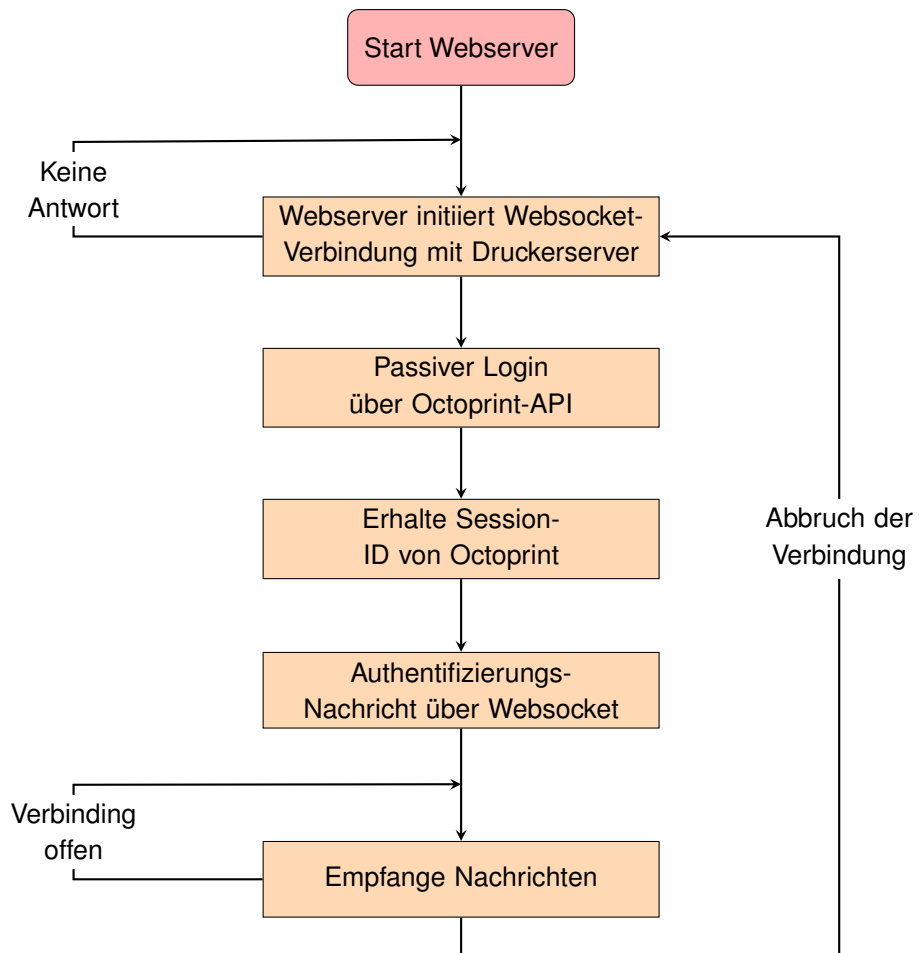 Start Webserver
Keine
Antwort
Webserver initiiert Websocket-
Verbindung mit Druckerserver
Passiver Login
über Octoprint-API
Erhalte Session-
ID von Octoprint
Abbruch der
Verbindung
Authentifizierungs-
Nachricht über Websocket
Verbinding
offen
Empfange Nachrichten